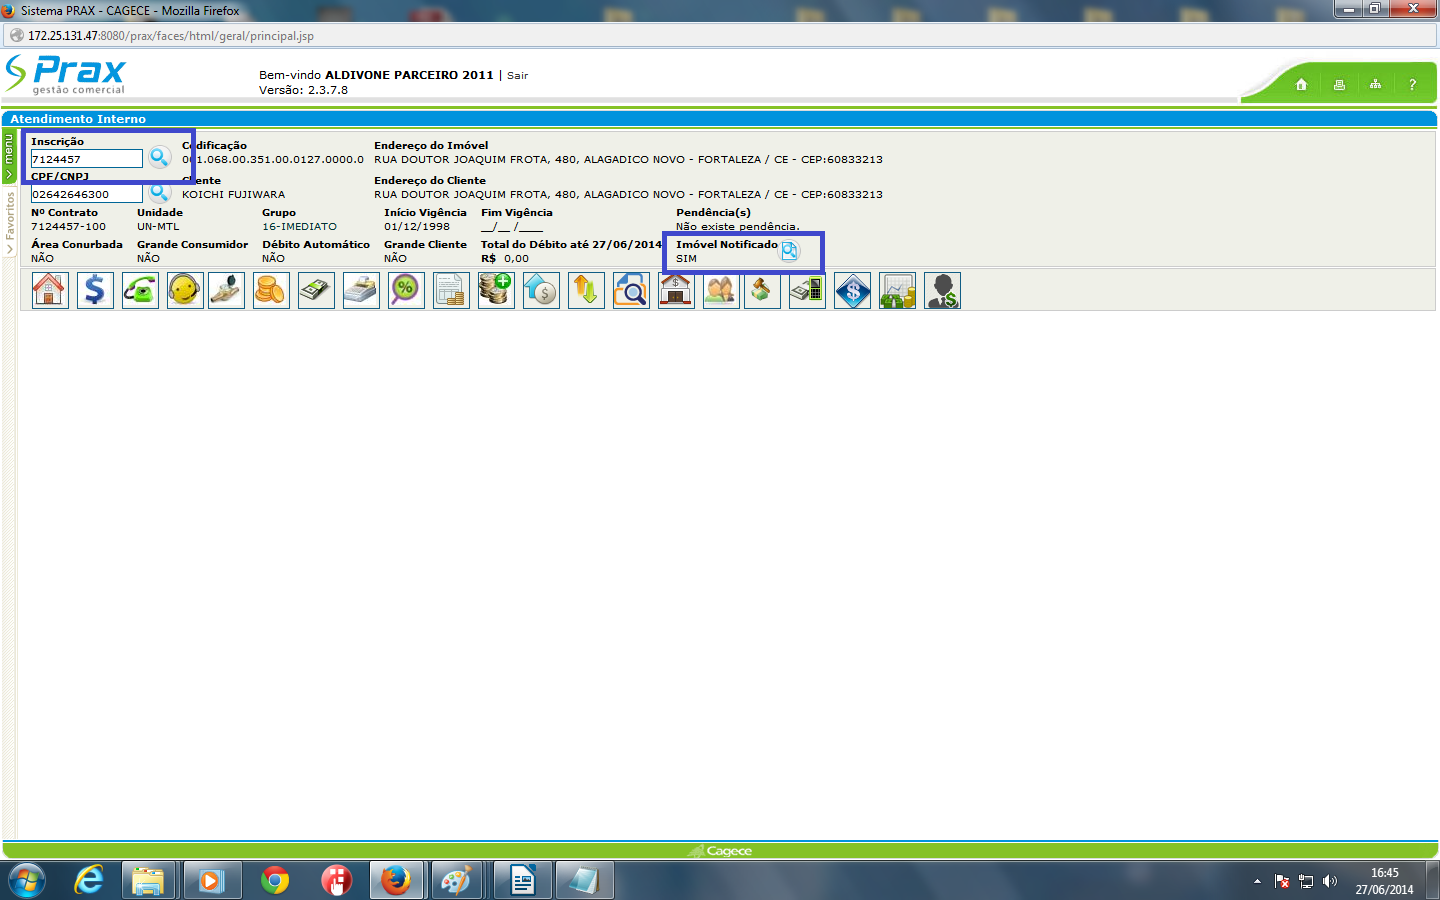 Sistema PRAX - CAGECE - Mozilla Firefox
172.25.131.47:8080/prax/faces/html/geral/principal.jsp
Prax
gestão comercial
Bem-vindo ALDIVONE PARCEIRO 2011 | Sair
Versão: 2.3.7.8
?
Atendimento Interno
menu
Favoritos
Inscrição Codificação Endereço do Imóvel
7124457 001.068.00.351.00.0127.0000.0 RUA DOUTOR JOAQUIM FROTA, 480, ALAGADICO NOVO - FORTALEZA / CE - CEP:60833213
CPF/CNPJ Cliente Endereço do Cliente
02642646300 KOICHI FUJIWARA RUA DOUTOR JOAQUIM FROTA, 480, ALAGADICO NOVO - FORTALEZA / CE - CEP:60833213
Nº Contrato Unidade Grupo Início Vigência Fim Vigência Pendência(s)
7124457-100 UN-MTL 16-IMEDIATO 01/12/1998 __/__ /____ Não existe pendência.
Área Conurbada Grande Consumidor Débito Automático Grande Cliente Total do Débito até 27/06/2014 Imóvel Notificado
NÃO NÃO NÃO NÃO R$ 0,00 SIM
Cagece
16:45
27/06/2014